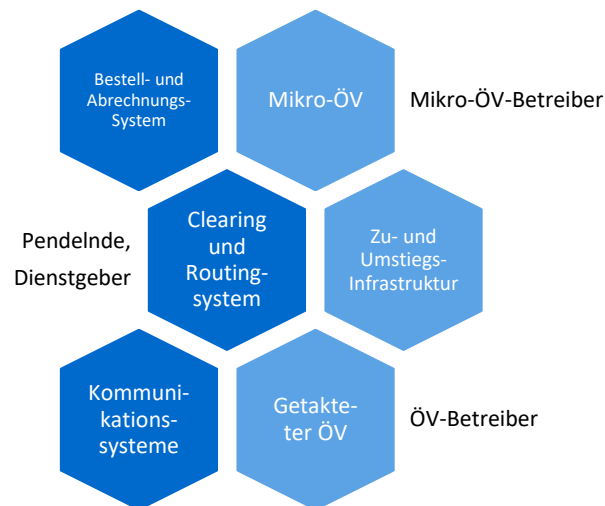 Bestell- und
Abrechnungs-
System
Mikro-ÖV
Mikro-ÖV-Betreiber
Pendelnde,
Dienstgeber
Clearing
und
Routing-
system
Zu- und
Umstiegs-
Infrastruktur
Kommuni-
kations-
systeme
Getakte-
ter ÖV
ÖV-Betreiber